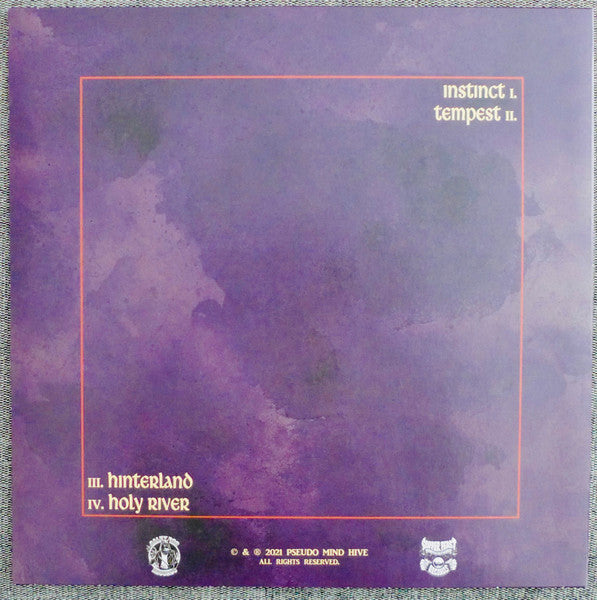 instinct I.
tempest II.
III. hinterland
IV. holy river
© & ℗ 2021 PSEUDO MIND HIVE
ALL RIGHTS RESERVED.